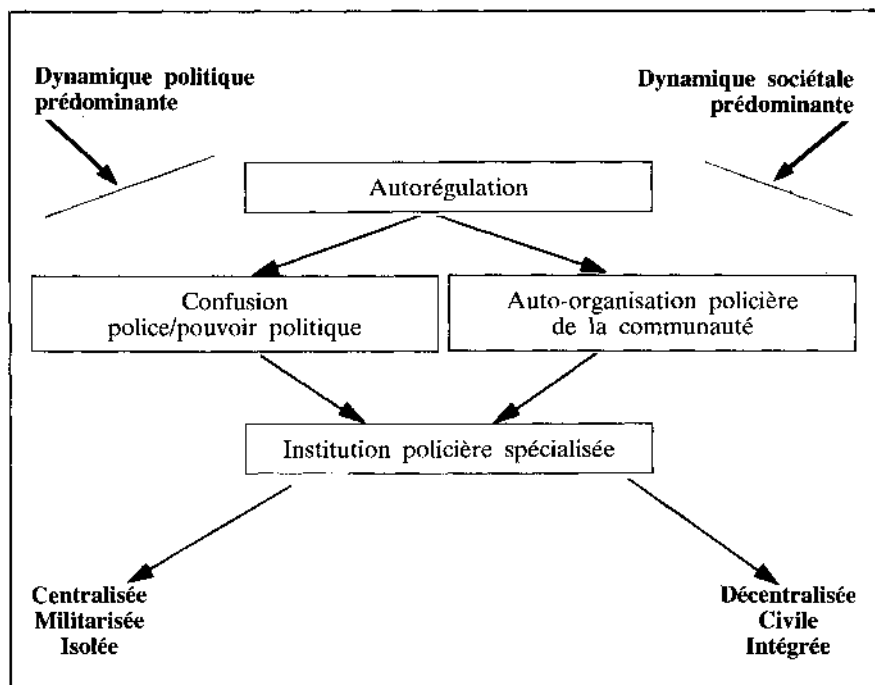 Dynamique politique
prédominante
Dynamique sociétale
prédominante
Autorégulation
Confusion
police/pouvoir politique
Auto-organisation policière
de la communauté
Institution policière spécialisée
Centralisée
Militarisée
Isolée
Décentralisée
Civile
Intégrée